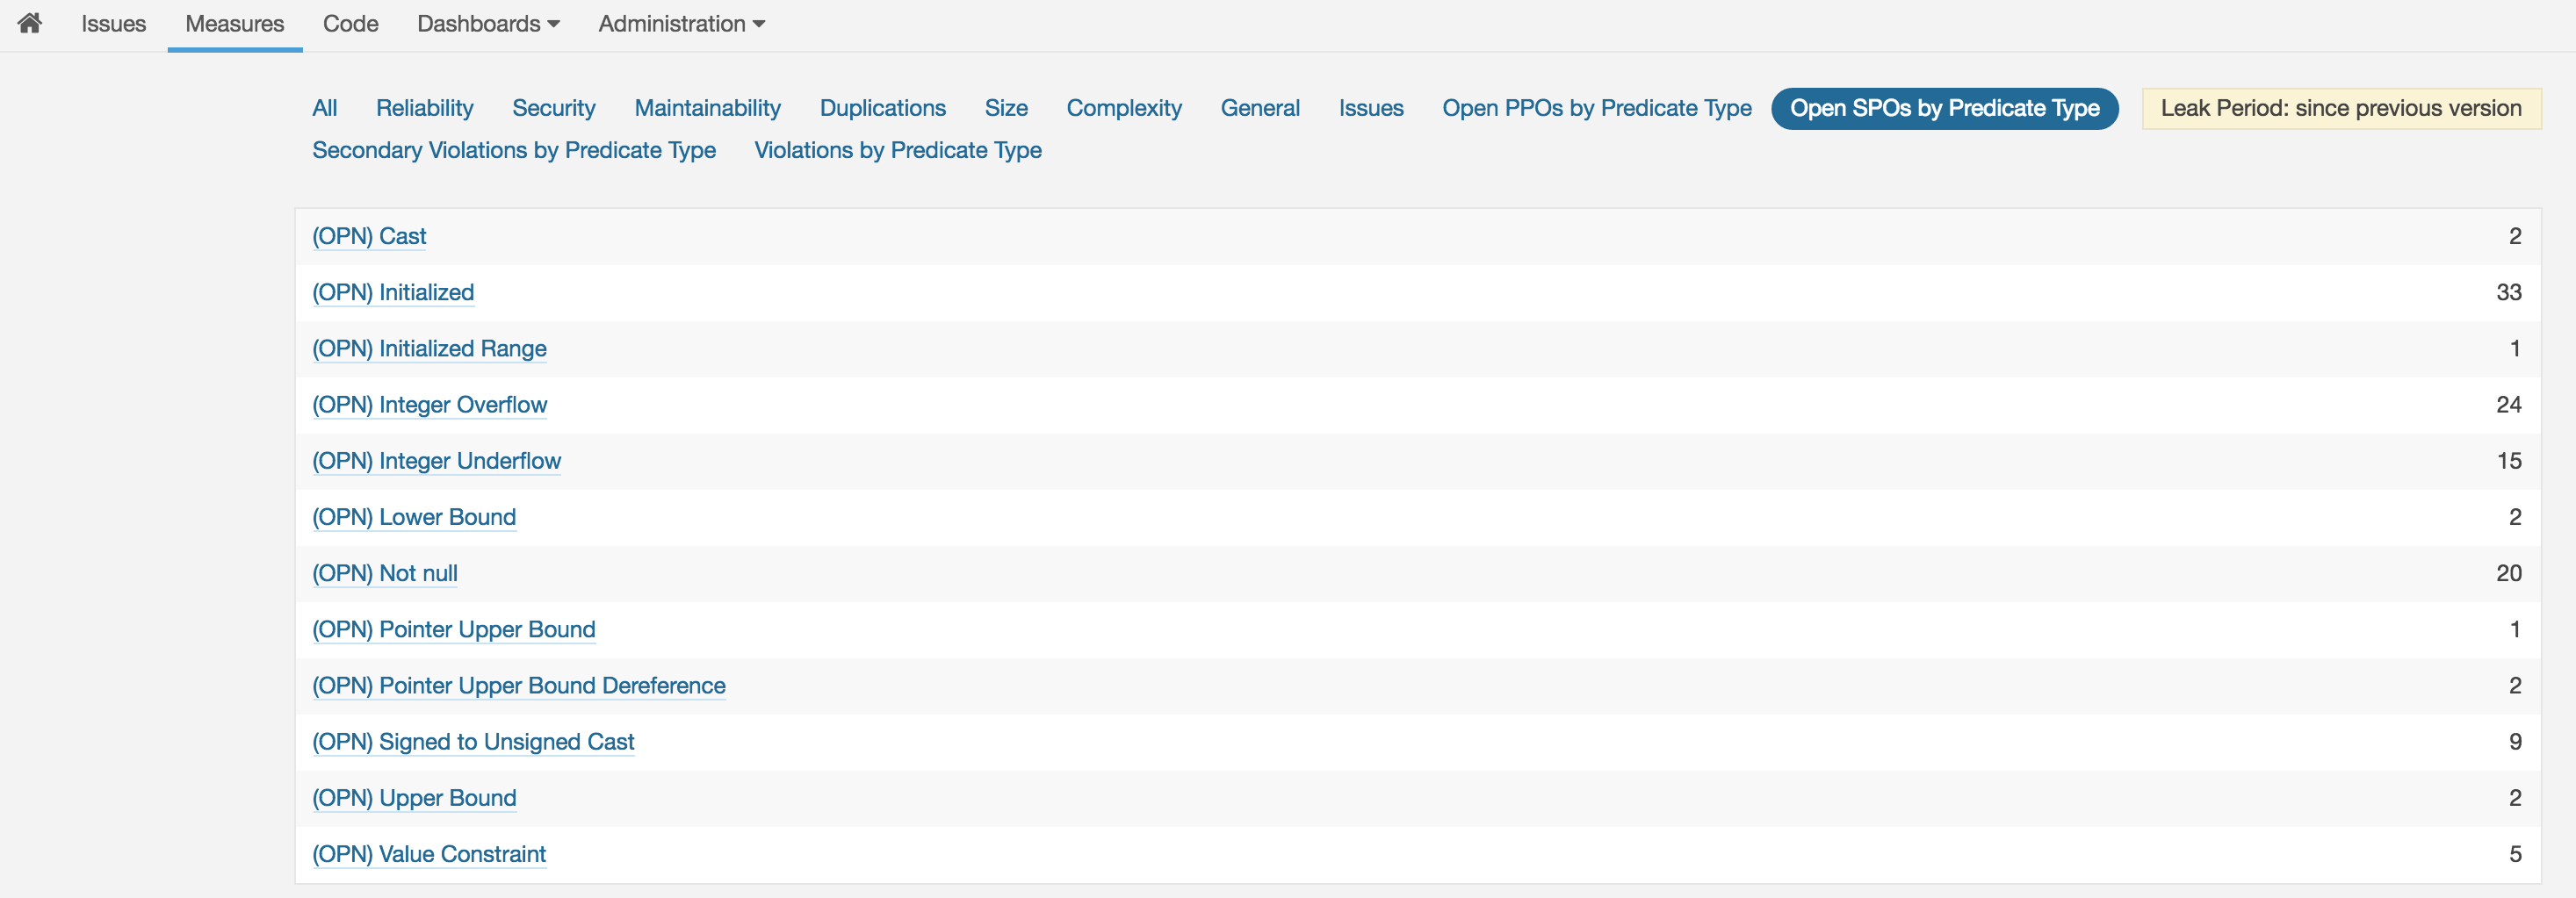 Issues Measures Code Dashboards Administration
All Reliability Security Maintainability Duplications Size Complexity General Issues Open PPOs by Predicate Type Open SPOs by Predicate Type Leak Period: since previous version
Secondary Violations by Predicate Type Violations by Predicate Type
(OPN) Cast 2
(OPN) Initialized 33
(OPN) Initialized Range 1
(OPN) Integer Overflow 24
(OPN) Integer Underflow 15
(OPN) Lower Bound 2
(OPN) Not null 20
(OPN) Pointer Upper Bound 1
(OPN) Pointer Upper Bound Dereference 2
(OPN) Signed to Unsigned Cast 9
(OPN) Upper Bound 2
(OPN) Value Constraint 5